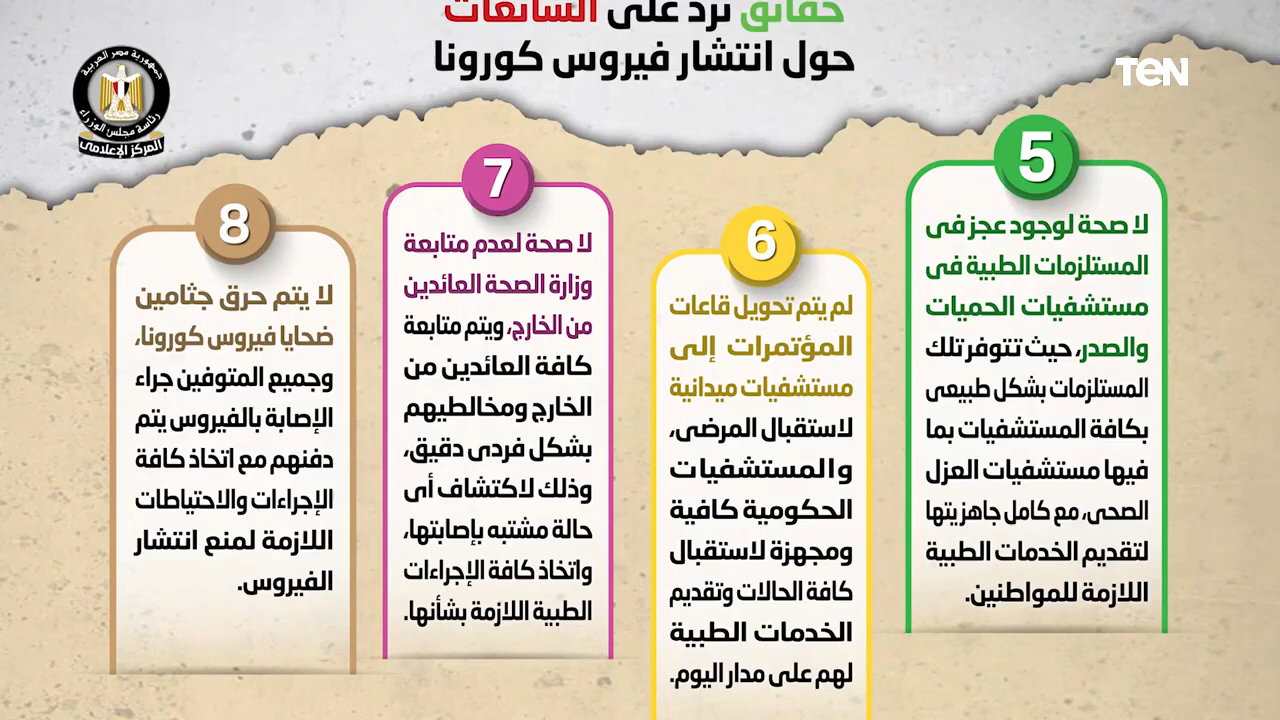 حقائق ترد على الشائعات
حول انتشار فيروس كورونا
TeN
جمهورية مصر العربية
رئاسة مجلس الوزراء
المركز الإعلامى
5
لا صحة لوجود عجز فى
المستلزمات الطبية فى
مستشفيات الحميات
والصدر، حيث تتوفر تلك
المستلزمات بشكل طبيعى
بكافة المستشفيات بما
فيها مستشفيات العزل
الصحى، مع كامل جاهزيتها
لتقديم الخدمات الطبية
اللازمة للمواطنين.
6
لم يتم تحويل قاعات
المؤتمرات إلى
مستشفيات ميدانية
لاستقبال المرضى،
والمستشفيات
الحكومية كافية
ومجهزة لاستقبال
كافة الحالات وتقديم
الخدمات الطبية
لهم على مدار اليوم.
7
لا صحة لعدم متابعة
وزارة الصحة العائدين
من الخارج، ويتم متابعة
كافة العائدين من
الخارج ومخالطيهم
بشكل فردى دقيق،
وذلك لاكتشاف أى
حالة مشتبه بإصابتها،
واتخاذ كافة الإجراءات
الطبية اللازمة بشأنها.
8
لا يتم حرق جثامين
ضحايا فيروس كورونا،
وجميع المتوفين جراء
الإصابة بالفيروس يتم
دفنهم مع اتخاذ كافة
الإجراءات والاحتياطات
اللازمة لمنع انتشار
الفيروس.